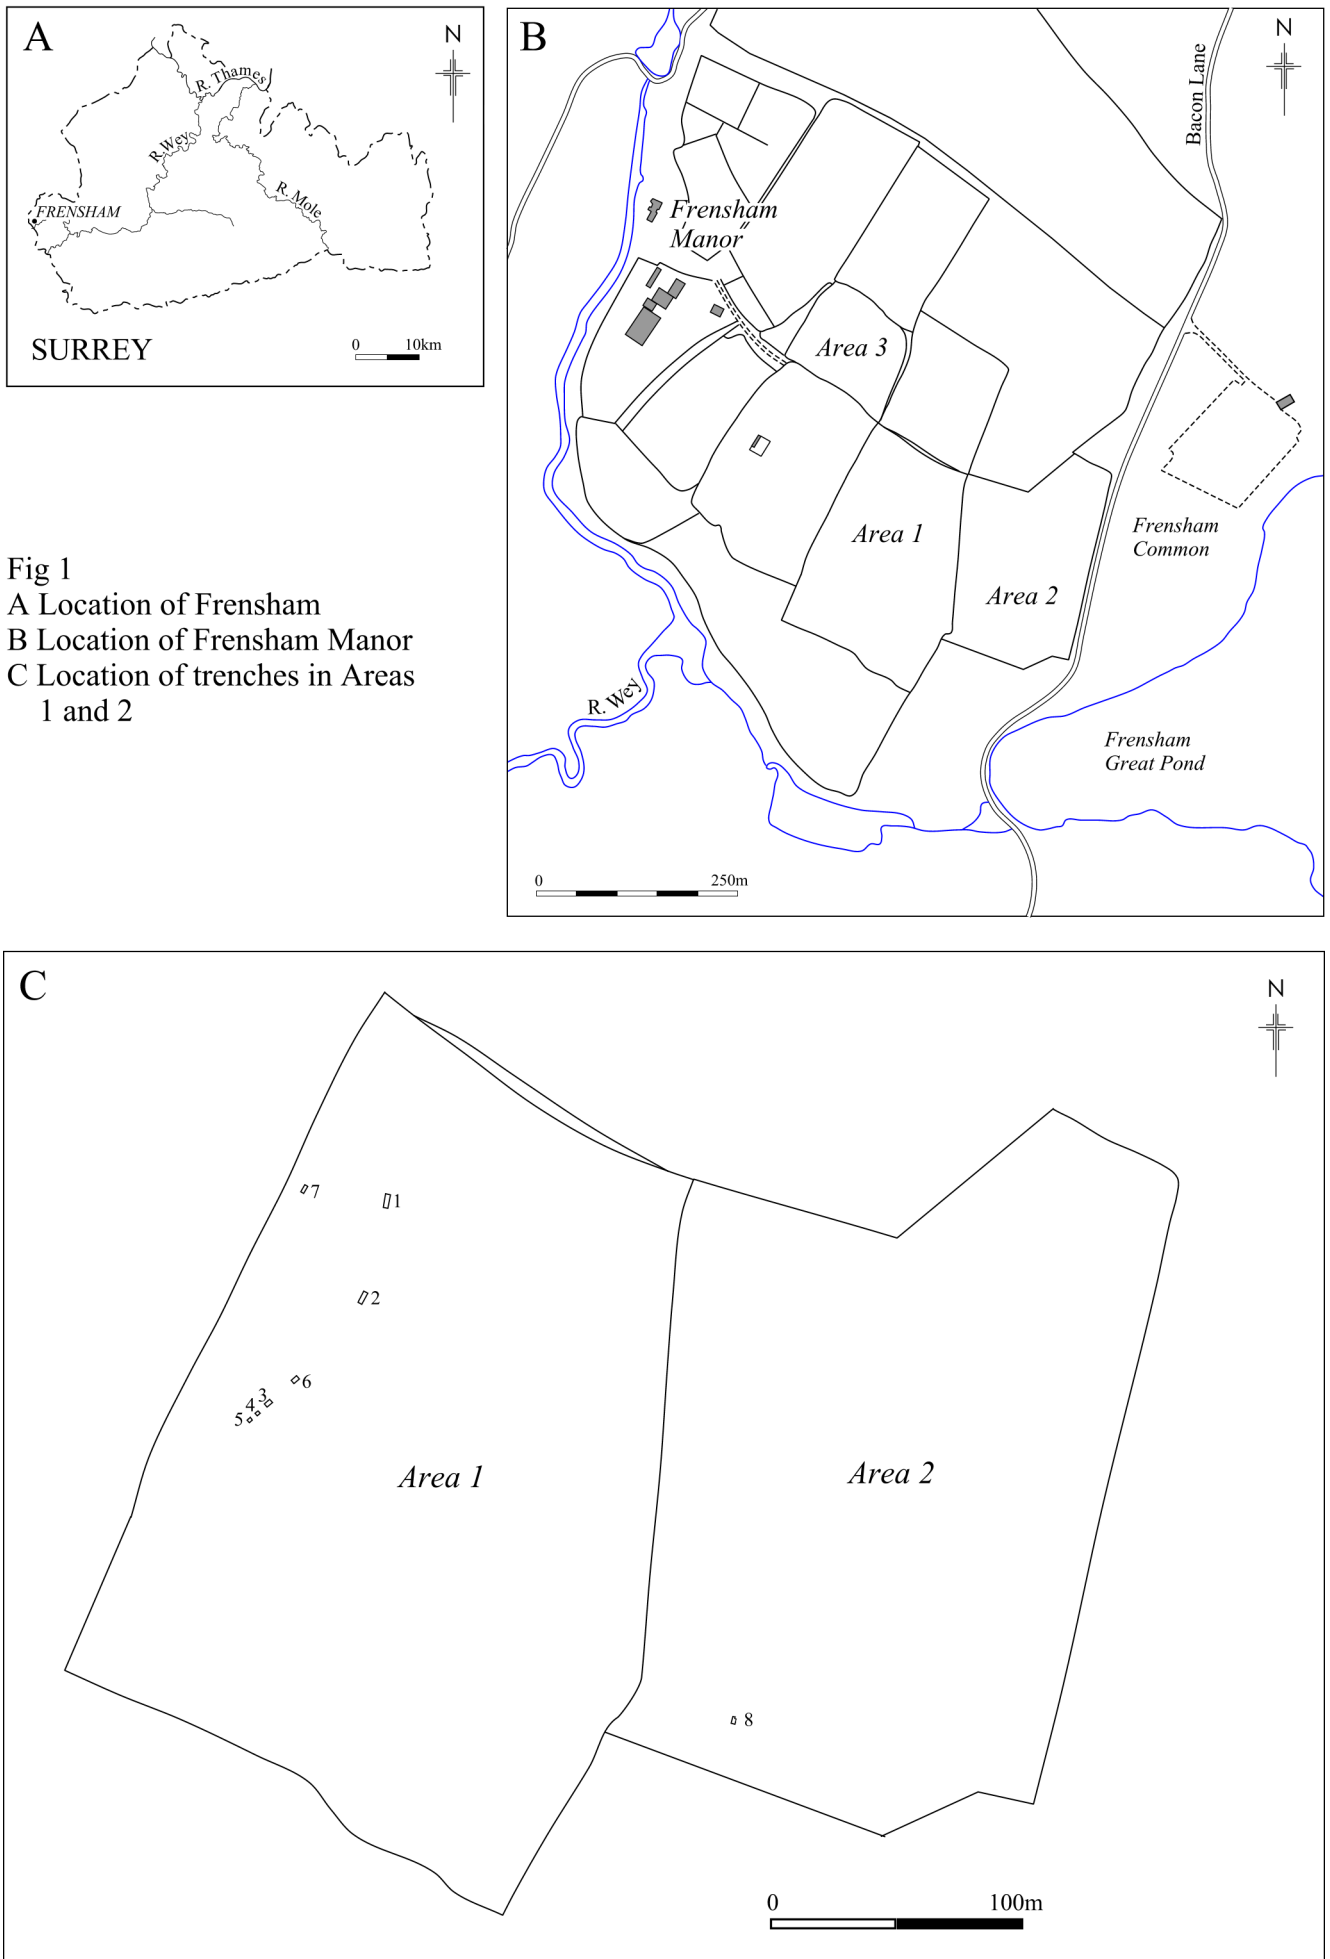 A
N
R. Thames
R.Wey
R. Mole
FRENSHAM
SURREY
0 10km
B
N
Bacon Lane
Frensham
Manor
Area 3
Area 1
Area 2
Frensham
Common
R. Wey
Frensham
Great Pond
0 250m
Fig 1
A Location of Frensham
B Location of Frensham Manor
C Location of trenches in Areas
1 and 2
C
N
7
1
2
6
3
4
5
Area 1
Area 2
8
0 100m